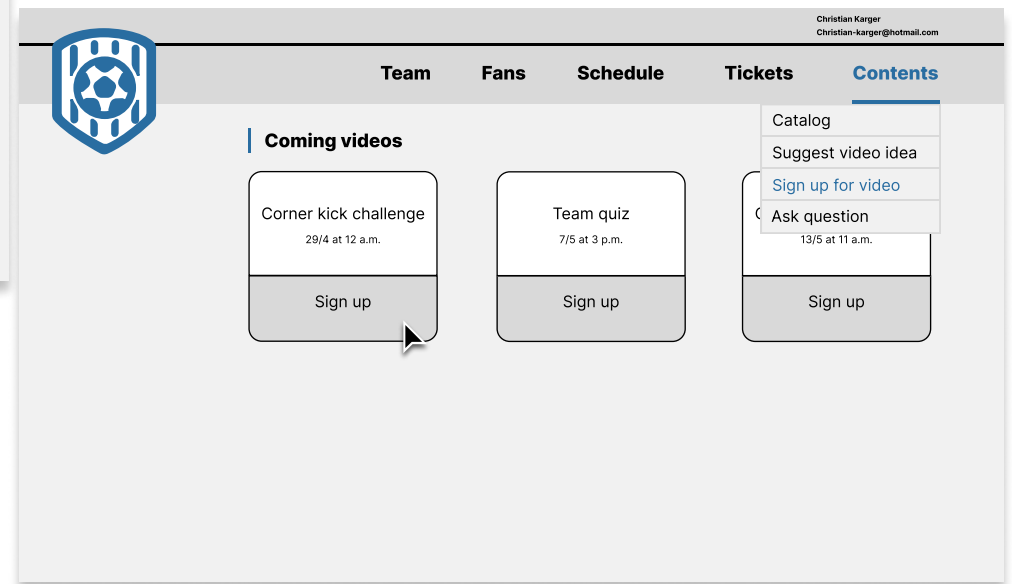 Christian Karger
Christian-karger@hotmail.com
Team Fans Schedule Tickets Contents
Catalog
Suggest video idea
Sign up for video
Ask question
Coming videos
Corner kick challenge
29/4 at 12 a.m.
Sign up
Team quiz
7/5 at 3 p.m.
Sign up
13/5 at 11 a.m.
Sign up